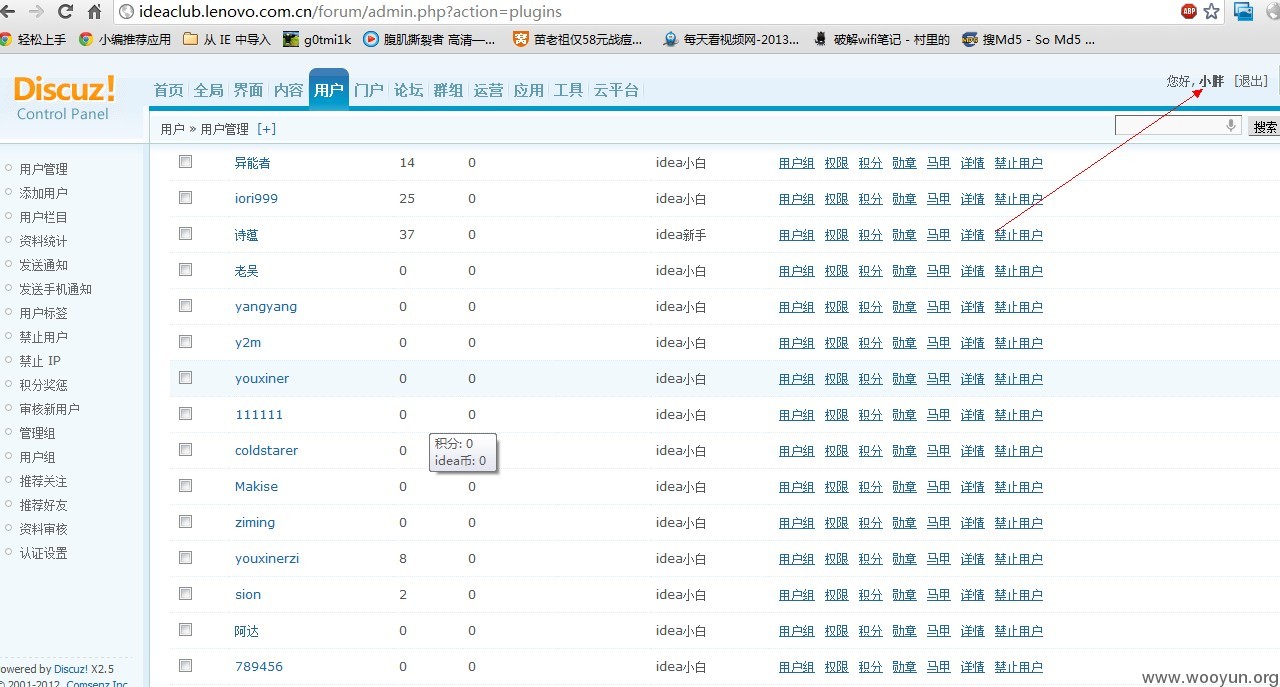 ideaclub.lenovo.com.cn/forum/admin.php?action=plugins
ABP
轻松上手 小编推荐应用 从 IE 中导入 g0tmi1k 腹肌撕裂者 高清—... 苗老祖仅58元战痘... 每天看视频网-2013... 破解wifi笔记 - 村里的 搜Md5 - So Md5 ...
Discuz!
Control Panel
首页 全局 界面 内容 用户 门户 论坛 群组 运营 应用 工具 云平台
您好, 小胖 [退出]
用户 » 用户管理 [+]
搜索
用户管理
添加用户
用户栏目
资料统计
发送通知
发送手机通知
用户标签
禁止用户
禁止 IP
积分奖惩
审核新用户
管理组
用户组
推荐关注
推荐好友
资料审核
认证设置
异能者 14 0 idea小白 用户组 权限 积分 勋章 马甲 详情 禁止用户
iori999 25 0 idea小白 用户组 权限 积分 勋章 马甲 详情 禁止用户
诗蕴 37 0 idea新手 用户组 权限 积分 勋章 马甲 详情 禁止用户
老吴 0 0 idea小白 用户组 权限 积分 勋章 马甲 详情 禁止用户
yangyang 0 0 idea小白 用户组 权限 积分 勋章 马甲 详情 禁止用户
y2m 0 0 idea小白 用户组 权限 积分 勋章 马甲 详情 禁止用户
youxiner 0 0 idea小白 用户组 权限 积分 勋章 马甲 详情 禁止用户
111111 0 0 idea小白 用户组 权限 积分 勋章 马甲 详情 禁止用户
积分: 0
idea币: 0
coldstarer 0 idea小白 用户组 权限 积分 勋章 马甲 详情 禁止用户
Makise 0 0 idea小白 用户组 权限 积分 勋章 马甲 详情 禁止用户
ziming 0 0 idea小白 用户组 权限 积分 勋章 马甲 详情 禁止用户
youxinerzi 8 0 idea小白 用户组 权限 积分 勋章 马甲 详情 禁止用户
sion 2 0 idea小白 用户组 权限 积分 勋章 马甲 详情 禁止用户
阿达 0 0 idea小白 用户组 权限 积分 勋章 马甲 详情 禁止用户
789456 0 0 idea小白 用户组 权限 积分 勋章 马甲 详情 禁止用户
owered by Discuz! X2.5
© 2001-2012, Comsenz Inc.
www.wooyun.org